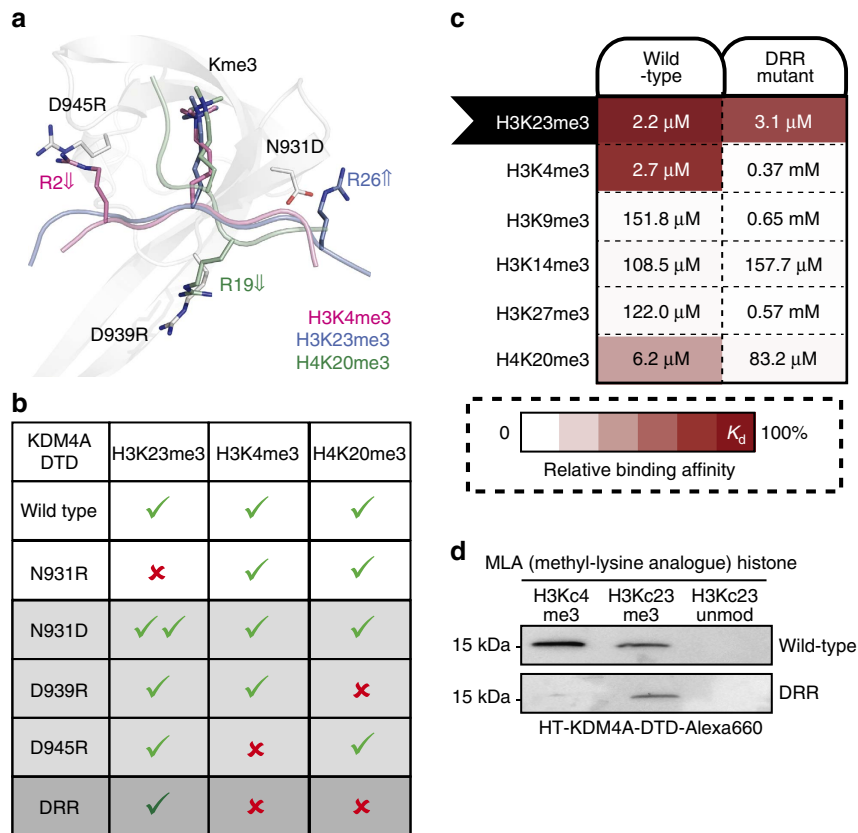 a
Kme3
D945R
N931D
R2⇓
R26⇑
R19⇓
D939R
H3K4me3
H3K23me3
H4K20me3
b
KDM4A DTD H3K23me3 H3K4me3 H4K20me3
Wild type ✓ ✓ ✓
N931R ✘ ✓ ✓
N931D ✓✓ ✓ ✓
D939R ✓ ✓ ✘
D945R ✓ ✘ ✓
DRR ✓ ✘ ✘
c
Wild
-type
DRR
mutant
H3K23me3 2.2 μM 3.1 μM
H3K4me3 2.7 μM 0.37 mM
H3K9me3 151.8 μM 0.65 mM
H3K14me3 108.5 μM 157.7 μM
H3K27me3 122.0 μM 0.57 mM
H4K20me3 6.2 μM 83.2 μM
0 Kd 100%
Relative binding affinity
d
MLA (methyl-lysine analogue) histone
H3Kc4 H3Kc23 H3Kc23
me3 me3 unmod
15 kDa Wild-type
15 kDa DRR
HT-KDM4A-DTD-Alexa660